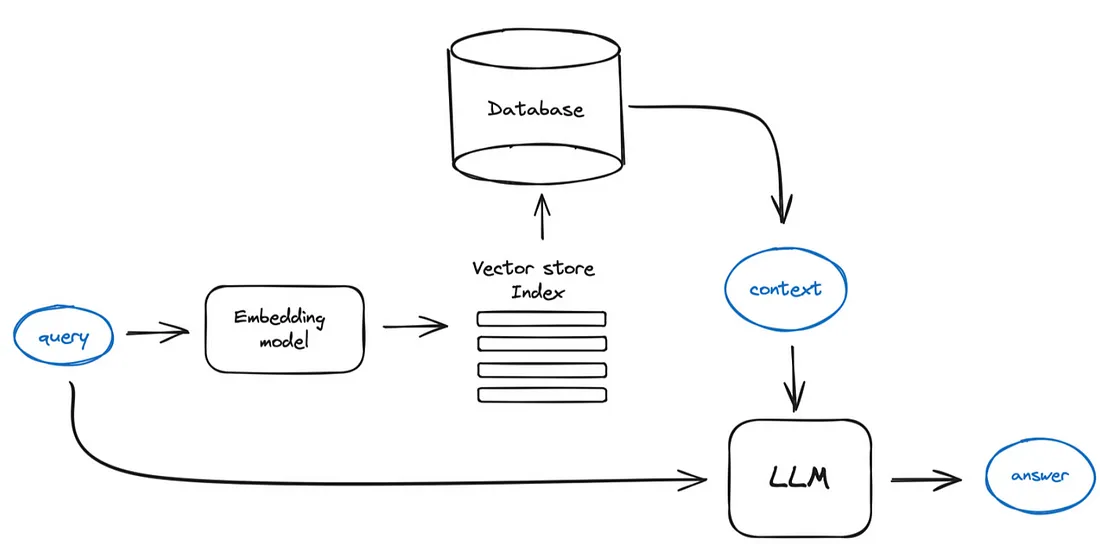 Database
Vector store
Index
context
query
Embedding
model
LLM
answer